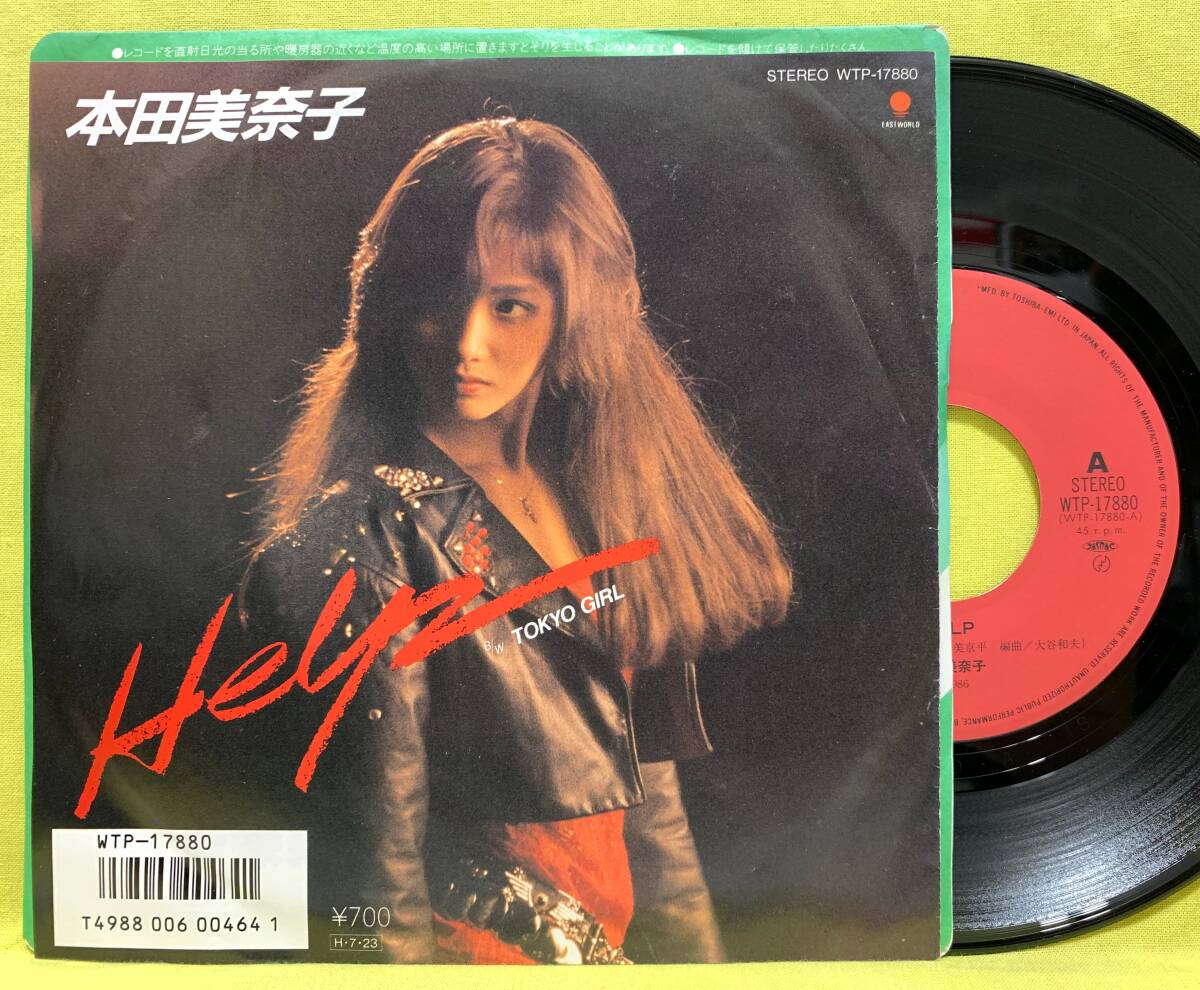 ●レコードを直射日光の当る所や暖房器の近くなど温度の高い場所に置きますとそりを生じることがあります。●レコードを傾けて保管したりたくさん
STEREO WTP-17880
EASTWORLD
本田美奈子
Help
B/W TOKYO GIRL
WTP-17880
T4988 006 00464 1
¥700
H・7・23
"MFD. BY TOSHIBA-EMI LTD. IN JAPAN. ALL RIGHTS OF THE MANUFACTURER AND OF THE OWNER OF THE RECORDED WORK ARE RESERVED. UNAUTHORIZED PUBLIC PERFORMANCE,
A
STEREO
WTP-17880
(WTP-17880-A)
45 r.p.m.
JASRAC
LP
美京平 編曲/大谷和夫)
奈子
986